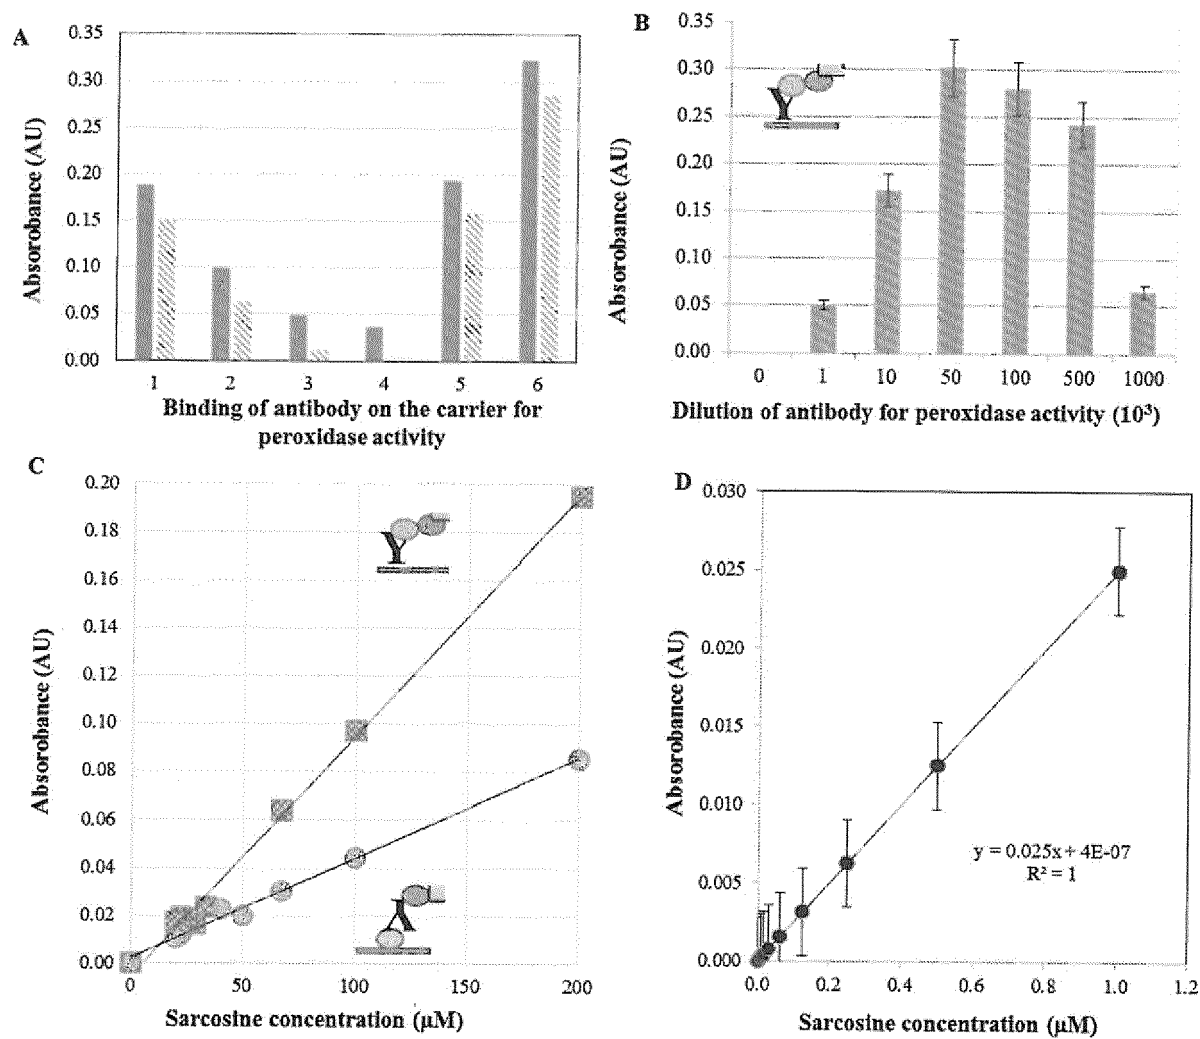 A
0.35
0.30
0.25
0.20
0.15
0.10
0.05
0.00
Absorobance (AU)
1 2 3 4 5 6
Binding of antibody on the carrier for
peroxidase activity
B
0.35
0.30
0.25
0.20
0.15
0.10
0.05
0.00
Absorobance (AU)
0 1 10 50 100 500 1000
Dilution of antibody for peroxidase activity (10³)
C
0.20
0.18
0.16
0.14
0.12
0.10
0.08
0.06
0.04
0.02
0.00
Absorobance (AU)
0 50 100 150 200
Sarcosine concentration (µM)
D
0.030
0.025
0.020
0.015
0.010
0.005
0.000
Absorobance (AU)
y = 0.025x + 4E-07
R² = 1
0.0 0.2 0.4 0.6 0.8 1.0 1.2
Sarcosine concentration (µM)